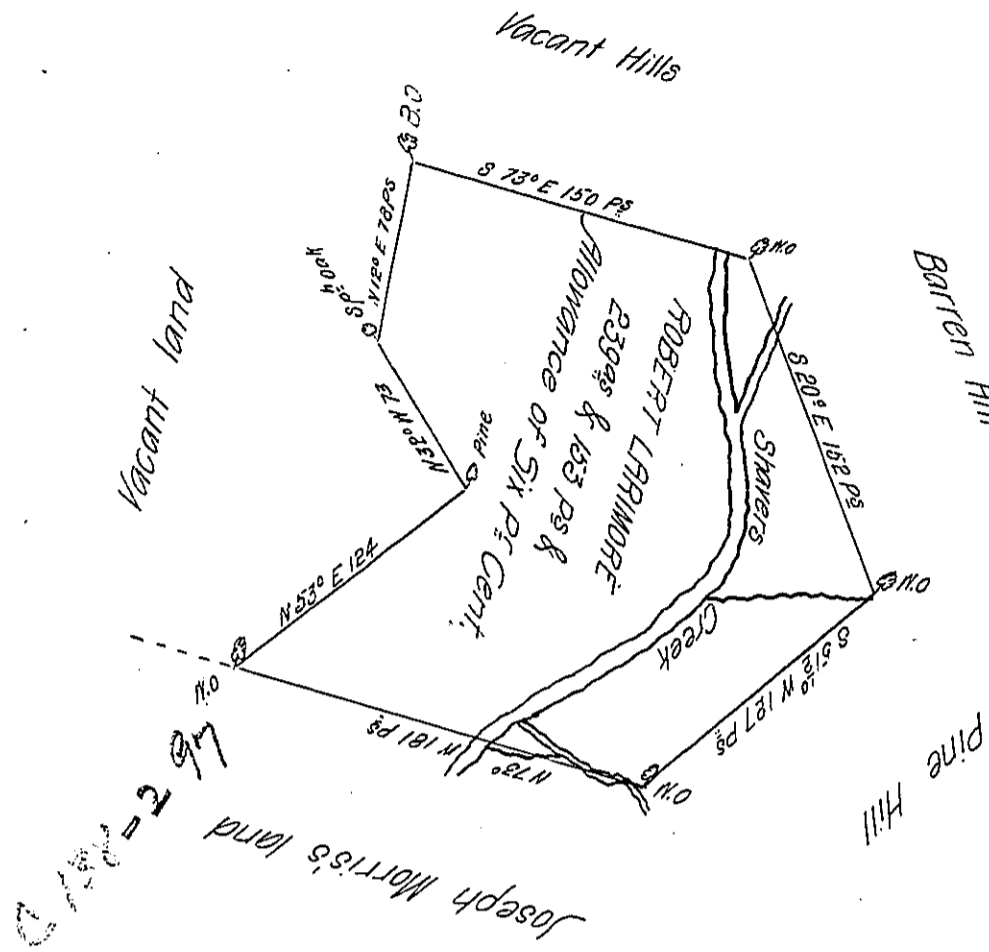 Vacant Hills
B.O
S 73° E 150 Ps
W.O
N 12° E 78 Ps
Sp: Oak
Vacant land
N 32° W 73
Pine
N 53° E 124
ROBERT LARIMORE
239as & 153 ps &
Allowance of Six Pr Cent,
Barren Hill
S 20° E 152 Ps
Shavers
Creek
W.O
S 51½° W 127 Ps
Pine Hill
W.O
N 73° W 181 Ps
W.O
Joseph Morris's land